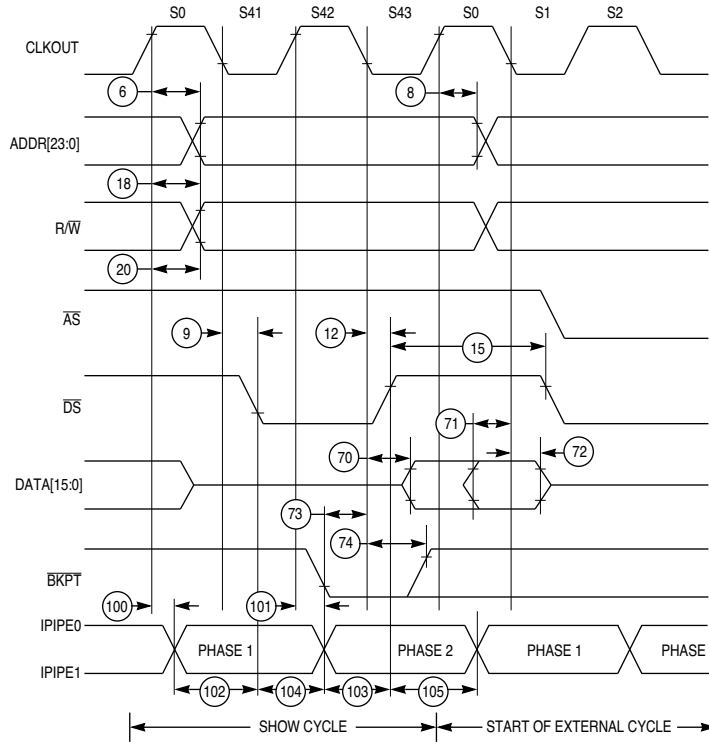 S0 S41 S42 S43 S0 S1 S2
CLKOUT
6 8
ADDR[23:0]
18
R/W
20
AS
9 12 15
DS
71
70 72
DATA[15:0]
73
74
BKPT
100 101
IPIPE0
PHASE 1 PHASE 2 PHASE 1 PHASE
IPIPE1
102 104 103 105
SHOW CYCLE START OF EXTERNAL CYCLE